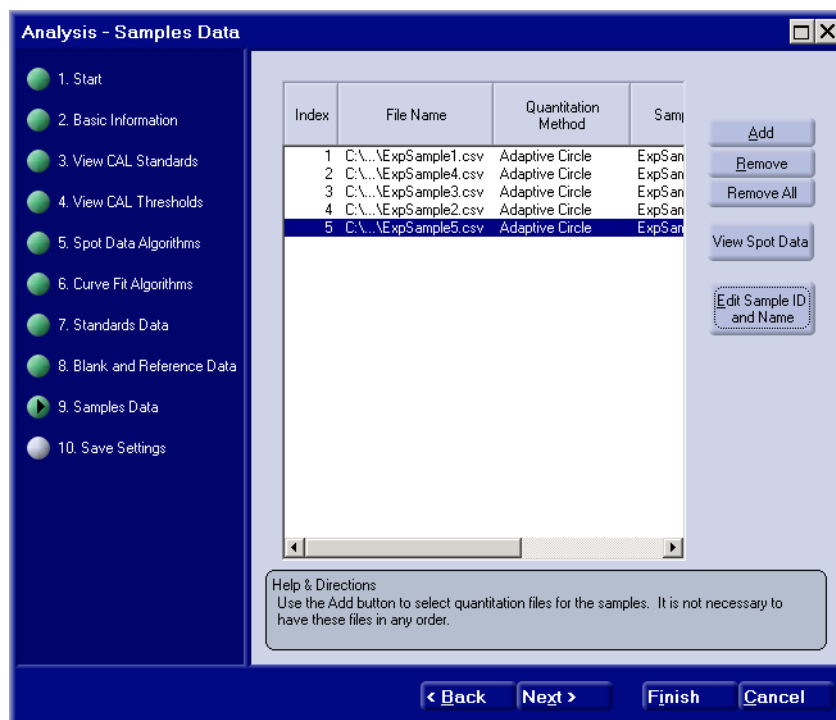 Analysis - Samples Data
1. Start
2. Basic Information
3. View CAL Standards
4. View CAL Thresholds
5. Spot Data Algorithms
6. Curve Fit Algorithms
7. Standards Data
8. Blank and Reference Data
9. Samples Data
10. Save Settings
Index File Name Quantitation Method Samp
1 C:\...\ExpSample1.csv Adaptive Circle ExpSan
2 C:\...\ExpSample4.csv Adaptive Circle ExpSan
3 C:\...\ExpSample3.csv Adaptive Circle ExpSan
4 C:\...\ExpSample2.csv Adaptive Circle ExpSan
5 C:\...\ExpSample5.csv Adaptive Circle ExpSan
Add
Remove
Remove All
View Spot Data
Edit Sample ID
and Name
Help & Directions
Use the Add button to select quantitation files for the samples. It is not necessary to
have these files in any order.
< Back Next > Finish Cancel